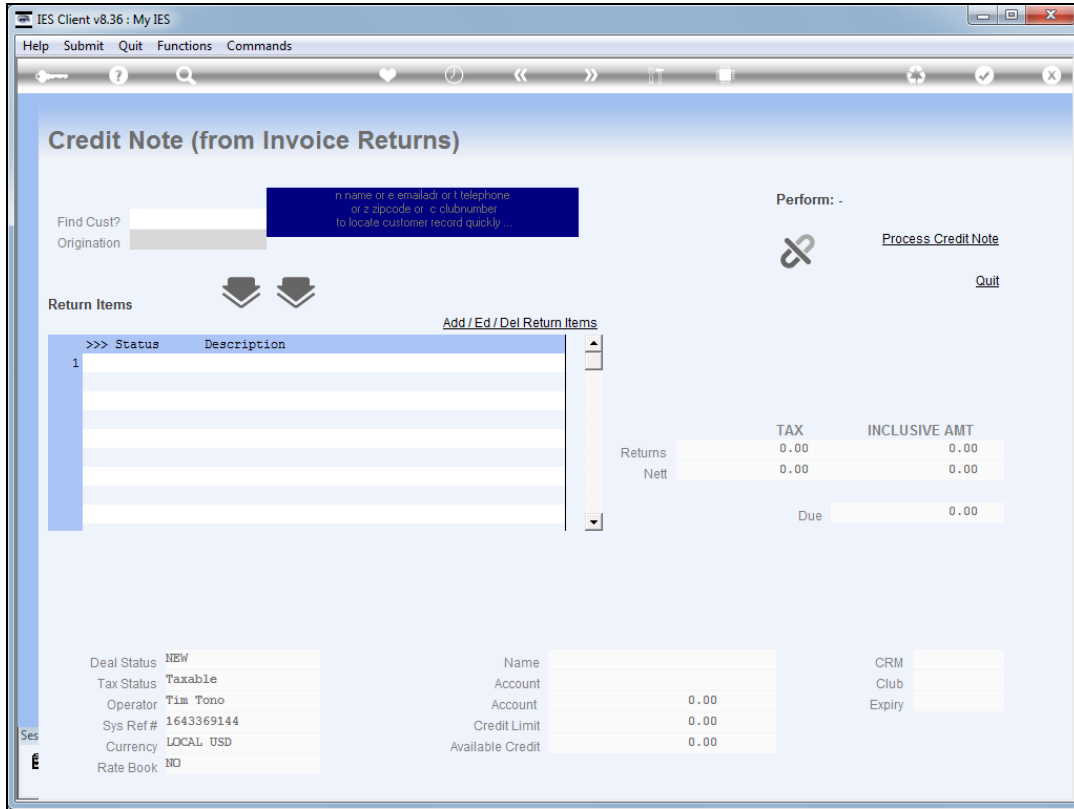 IES Client v8.36 : My IES
Help Submit Quit Functions Commands
Credit Note (from Invoice Returns)
n name or e emailadr or t telephone
or z zipcode or c clubnumber
to locate customer record quickly ...
Find Cust?
Origination
Perform: -
Process Credit Note
Quit
Return Items
Add / Ed / Del Return Items
>>> Status Description
1
TAX INCLUSIVE AMT
Returns 0.00 0.00
Nett 0.00 0.00
Due 0.00
Deal Status NEW
Tax Status Taxable
Operator Tim Tono
Sys Ref # 1643369144
Currency LOCAL USD
Rate Book NO
Name
Account
Account 0.00
Credit Limit 0.00
Available Credit 0.00
CRM
Club
Expiry
Ses